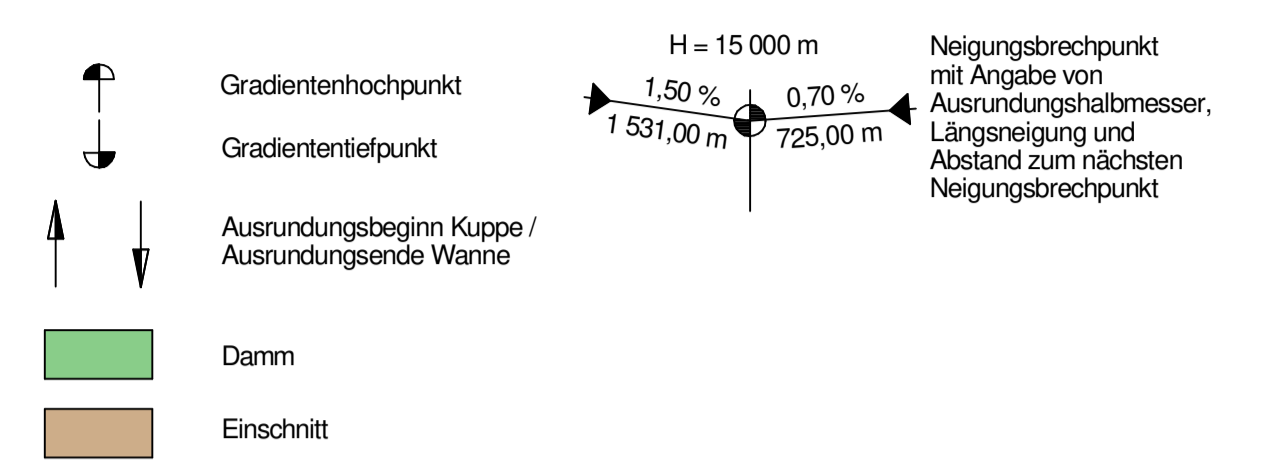 Gradientenhochpunkt
Gradiententiefpunkt
Ausrundungsbeginn Kuppe /
Ausrundungsende Wanne
Damm
Einschnitt
H = 15 000 m
1,50 %
0,70 %
1 531,00 m
725,00 m
Neigungsbrechpunkt
mit Angabe von
Ausrundungshalbmesser,
Längsneigung und
Abstand zum nächsten
Neigungsbrechpunkt